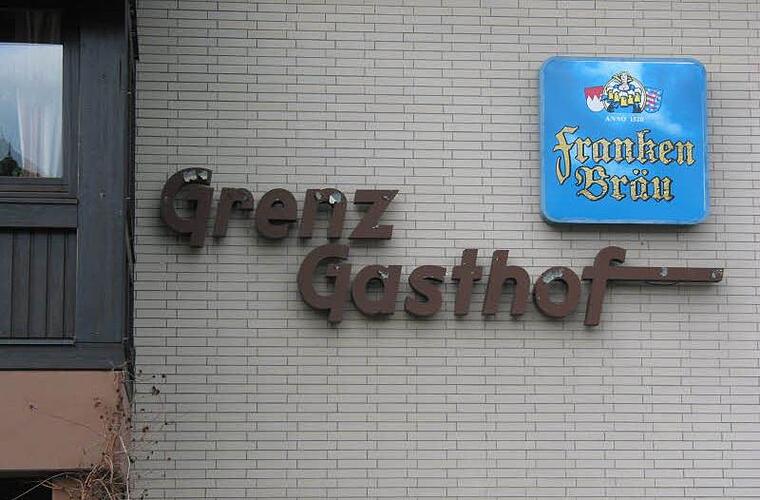 Grenz
Gasthof
ANNO 1520
Franken
Bräu